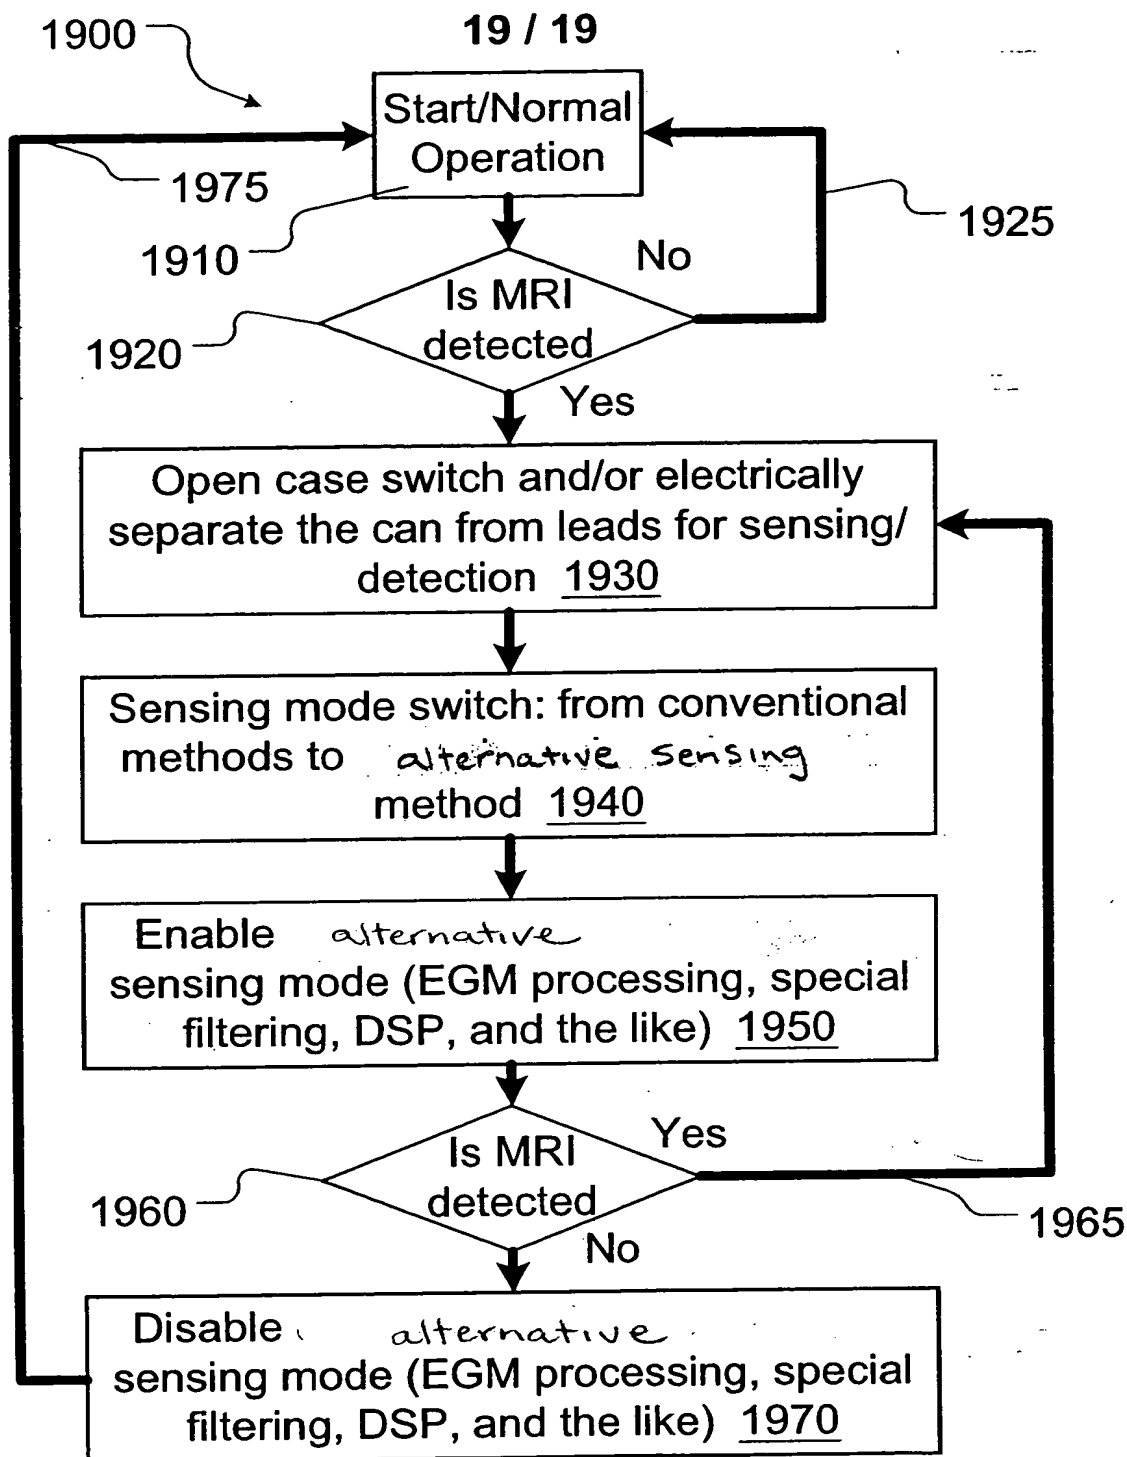 19 / 19
1900
Start/Normal
Operation
1975
1910
1925
No
Is MRI
detected
1920
Yes
Open case switch and/or electrically
separate the can from leads for sensing/
detection 1930
Sensing mode switch: from conventional
methods to alternative sensing
method 1940
Enable alternative
sensing mode (EGM processing, special
filtering, DSP, and the like) 1950
Is MRI
detected
Yes
1960
1965
No
Disable alternative
sensing mode (EGM processing, special
filtering, DSP, and the like) 1970